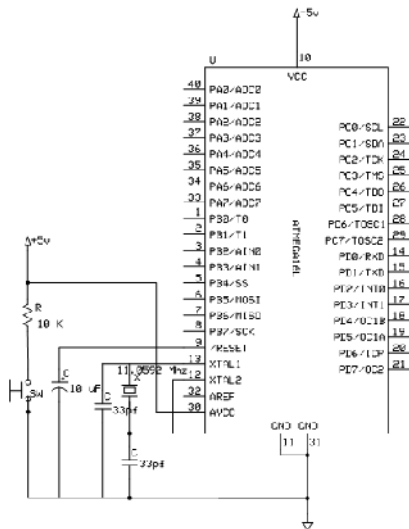 -5v
U
10
VCC
40 PA0/ADC0
39 PA1/ADC1
38 PA2/ADC2
37 PA3/ADC3
36 PA4/ADC4
35 PA5/ADC5
34 PA6/ADC6
33 PA7/ADC7
1 PB0/T0
2 PB1/T1
3 PB2/AIN0
4 PB3/AIN1
5 PB4/SS
6 PB5/MOSI
7 PB6/MISO
8 PB7/SCK
9 /RESET
13 XTAL1
12 XTAL2
32 AREF
30 AVCC
ATMEGA16L
PC0/SCL 22
PC1/SDA 23
PC2/TCK 24
PC3/TMS 25
PC4/TDO 26
PC5/TDI 27
PC6/TOSC1 28
PC7/TOSC2 29
PD0/RXD 14
PD1/TXD 15
PD2/INT0 16
PD3/INT1 17
PD4/OC1B 18
PD5/OC1A 19
PD6/ICP 20
PD7/OC2 21
GND GND
11 31
+5v
R
10 K
SW
C
10 uF
C
33pf
X
11.0592 Mhz
C
33pf